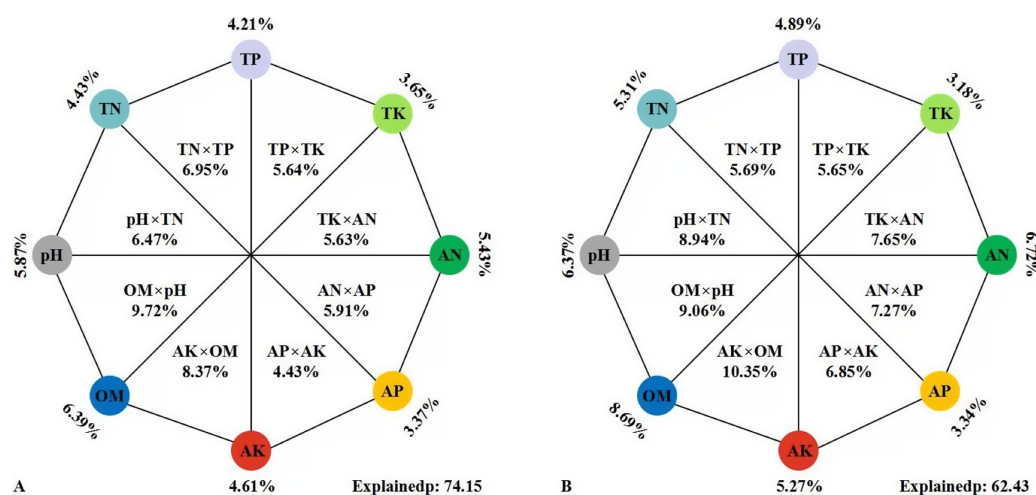 4.21%
TP
4.43%
TN
3.65%
TK
TN×TP
6.95%
TP×TK
5.64%
pH×TN
6.47%
TK×AN
5.63%
5.87%
pH
AN
5.43%
OM×pH
9.72%
AN×AP
5.91%
AK×OM
8.37%
AP×AK
4.43%
OM
6.39%
AP
3.37%
AK
4.61%
A
Explainedp: 74.15
4.89%
TP
5.31%
TN
3.18%
TK
TN×TP
5.69%
TP×TK
5.65%
pH×TN
8.94%
TK×AN
7.65%
6.37%
pH
AN
6.72%
OM×pH
9.06%
AN×AP
7.27%
AK×OM
10.35%
AP×AK
6.85%
OM
8.69%
AP
3.34%
AK
5.27%
B
Explainedp: 62.43